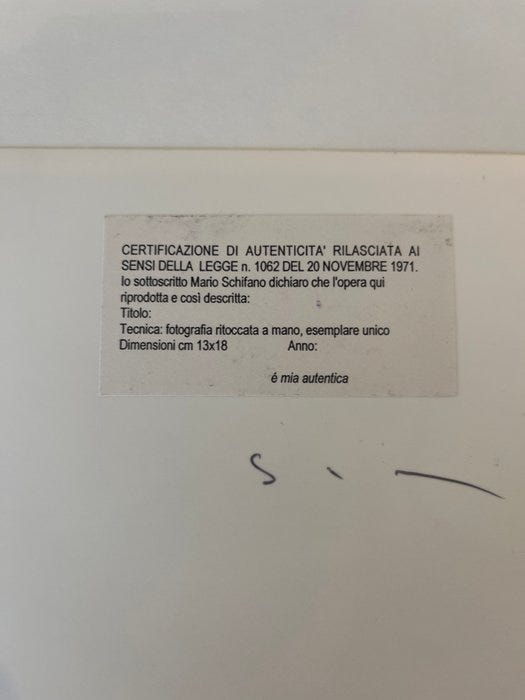 CERTIFICAZIONE DI AUTENTICITA' RILASCIATA AI
SENSI DELLA LEGGE n. 1062 DEL 20 NOVEMBRE 1971.
Io sottoscritto Mario Schifano dichiaro che l'opera qui
riprodotta e così descritta:
Titolo:
Tecnica: fotografia ritoccata a mano, esemplare unico
Dimensioni cm 13x18 Anno:
é mia autentica